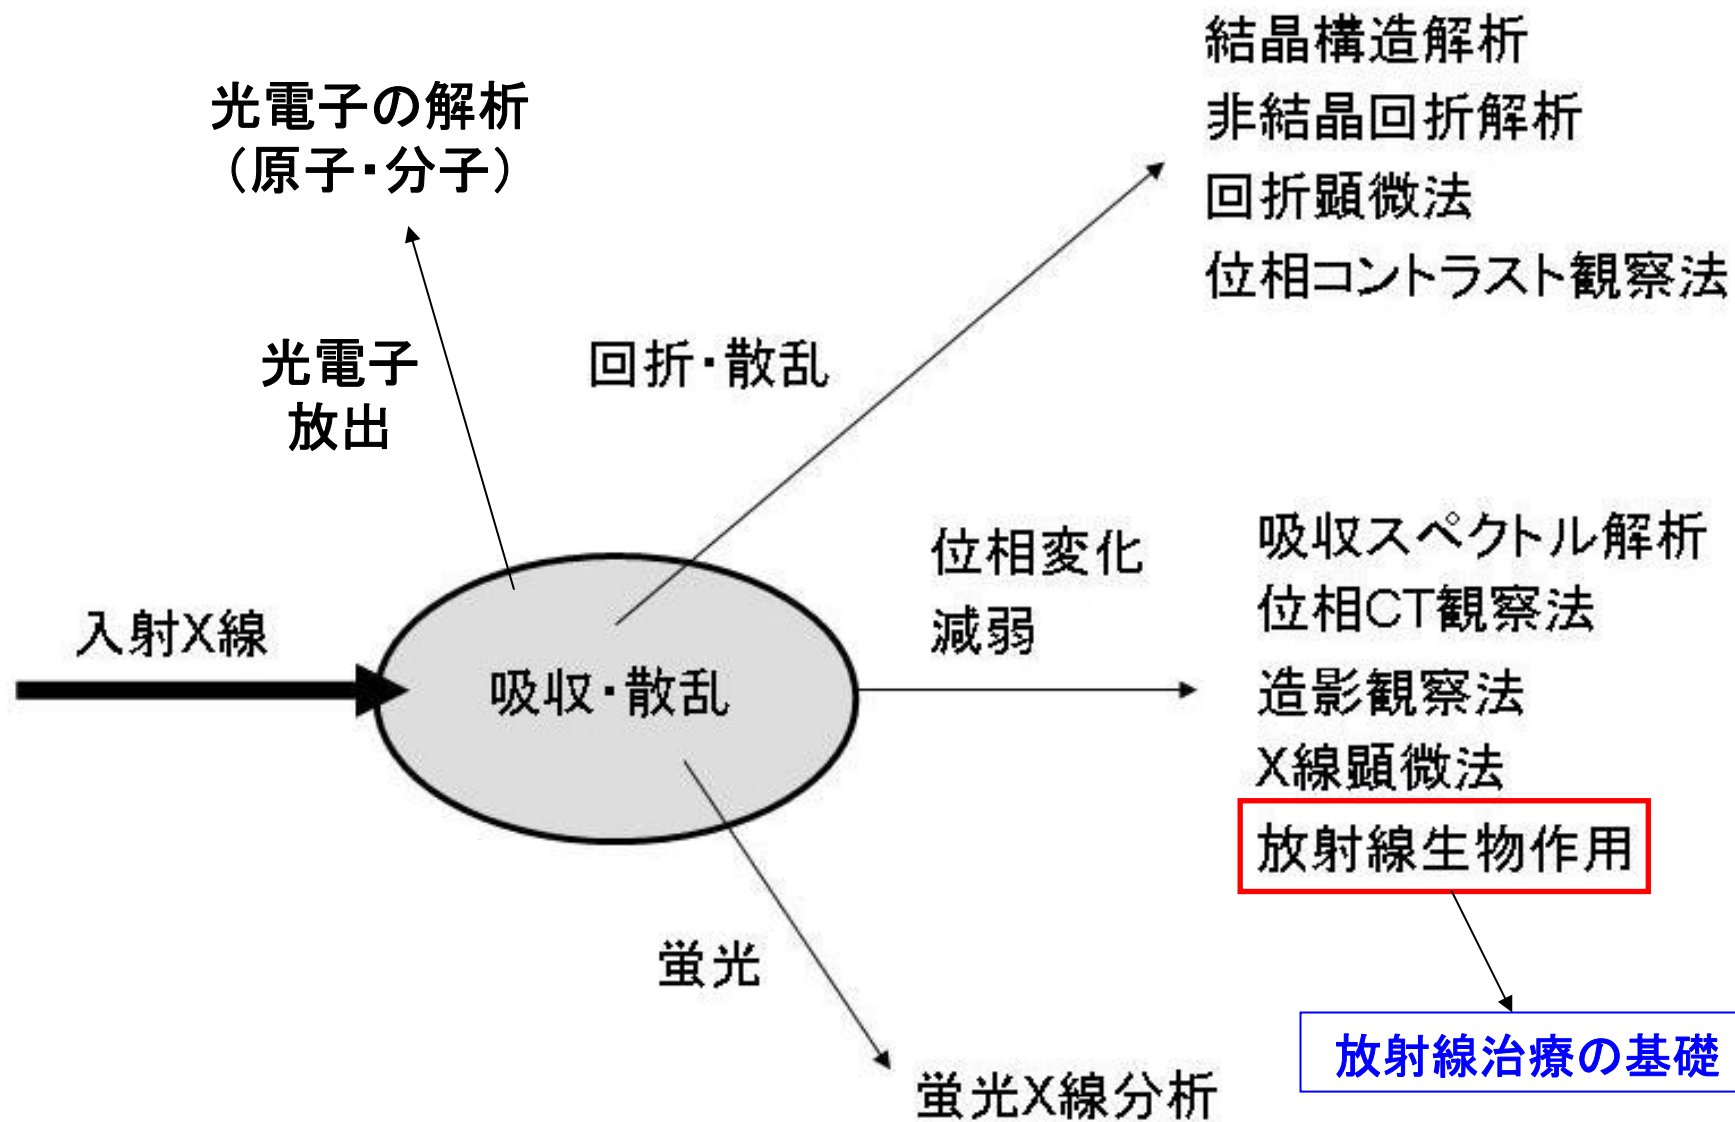 光電子の解析
（原子・分子）
光電子
放出
回折・散乱
結晶構造解析
非結晶回折解析
回折顕微法
位相コントラスト観察法
入射X線
吸収・散乱
位相変化
減弱
吸収スペクトル解析
位相CT観察法
造影観察法
X線顕微法
放射線生物作用
放射線治療の基礎
蛍光
蛍光X線分析